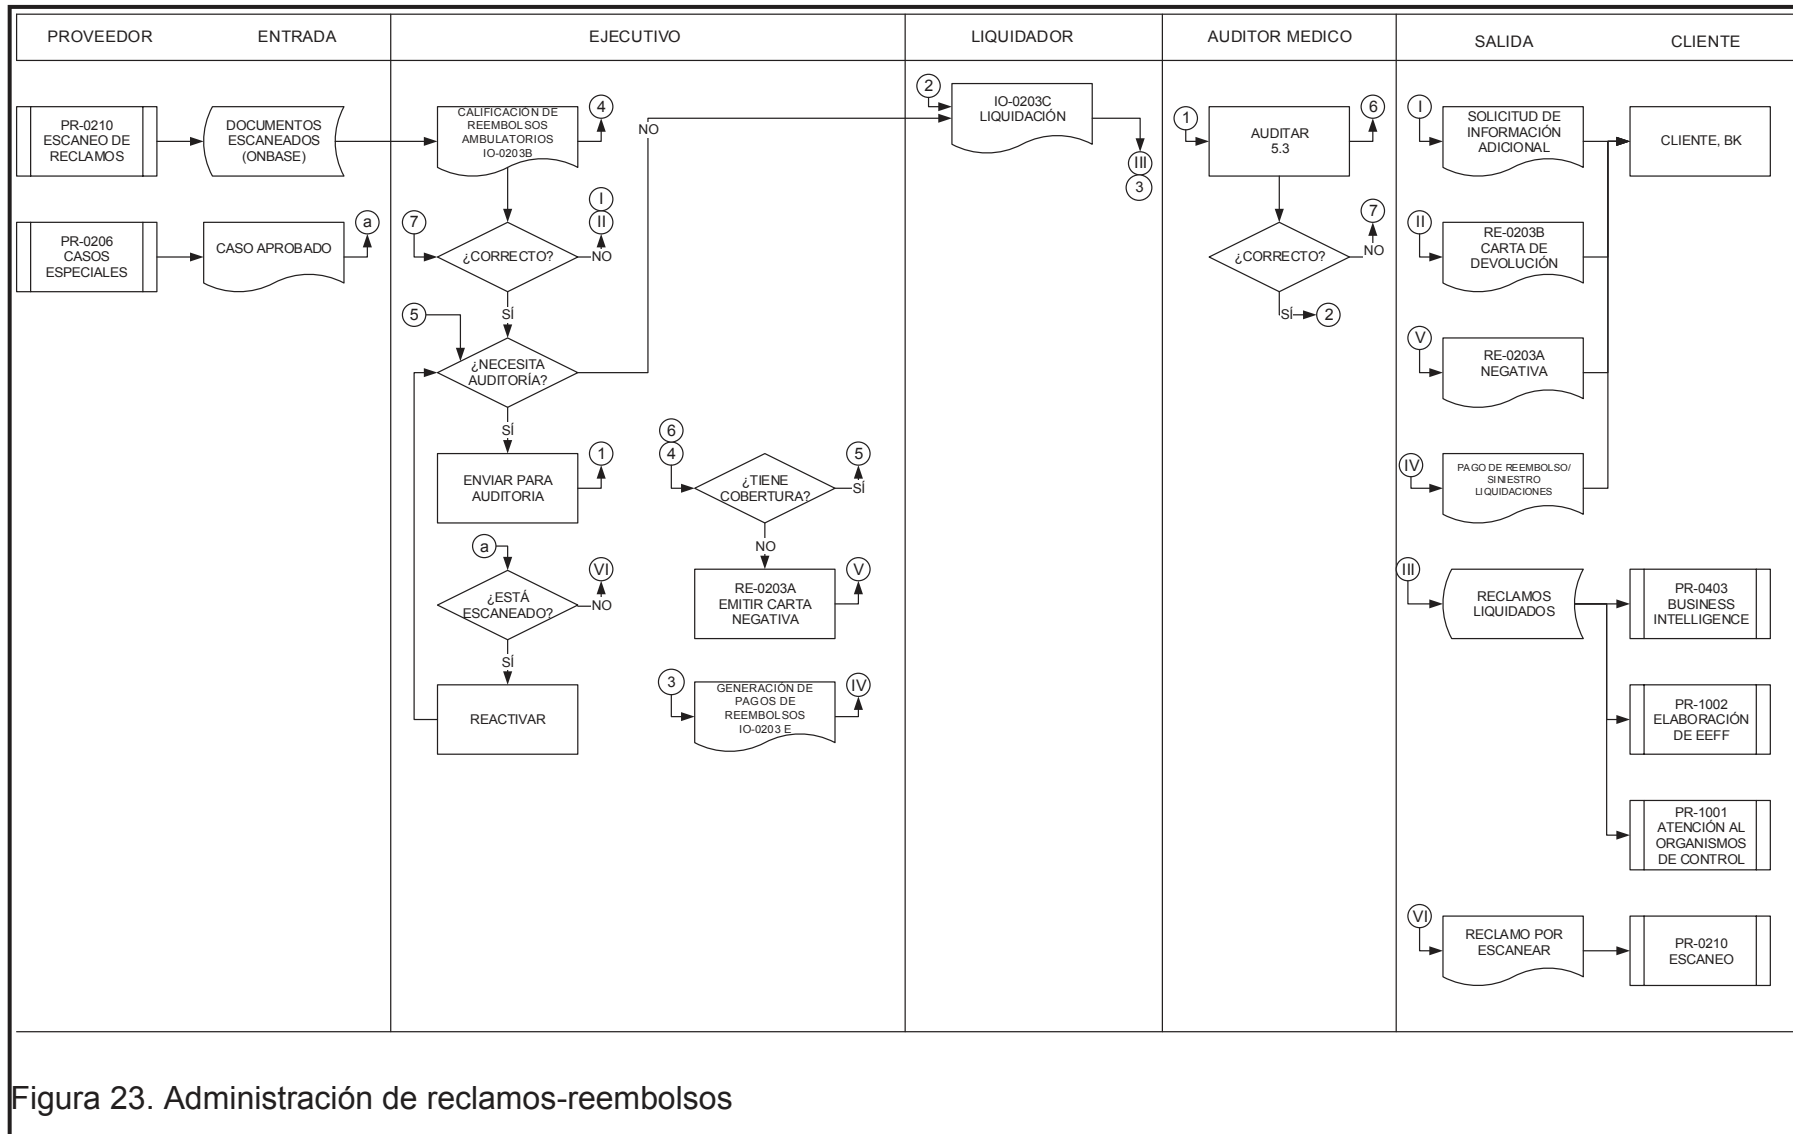 PROVEEDOR
ENTRADA
EJECUTIVO
LIQUIDADOR
AUDITOR MEDICO
SALIDA
CLIENTE
PR-0210
ESCANEO DE
RECLAMOS
DOCUMENTOS
ESCANEADOS
(ONBASE)
PR-0206
CASOS
ESPECIALES
CASO APROBADO
a
CALIFICACIÓN DE
REEMBOLSOS
AMBULATORIOS
IO-0203B
4
7
¿CORRECTO?
I
II
NO
SÍ
5
¿NECESITA
AUDITORÍA?
NO
SÍ
ENVIAR PARA
AUDITORIA
1
a
¿ESTÁ
ESCANEADO?
VI
NO
SÍ
REACTIVAR
6
4
¿TIENE
COBERTURA?
5
SÍ
NO
RE-0203A
EMITIR CARTA
NEGATIVA
V
3
GENERACIÓN DE
PAGOS DE
REEMBOLSOS
IO-0203 E
IV
2
IO-0203C
LIQUIDACIÓN
III
3
1
AUDITAR
5.3
6
¿CORRECTO?
7
NO
SÍ
2
I
SOLICITUD DE
INFORMACIÓN
ADICIONAL
CLIENTE, BK
II
RE-0203B
CARTA DE
DEVOLUCIÓN
V
RE-0203A
NEGATIVA
IV
PAGO DE REEMBOLSO/
SINIESTRO
LIQUIDACIONES
III
RECLAMOS
LIQUIDADOS
PR-0403
BUSINESS
INTELLIGENCE
PR-1002
ELABORACIÓN
DE EEFF
PR-1001
ATENCIÓN AL
ORGANISMOS
DE CONTROL
VI
RECLAMO POR
ESCANEAR
PR-0210
ESCANEO
Figura 23. Administración de reclamos-reembolsos